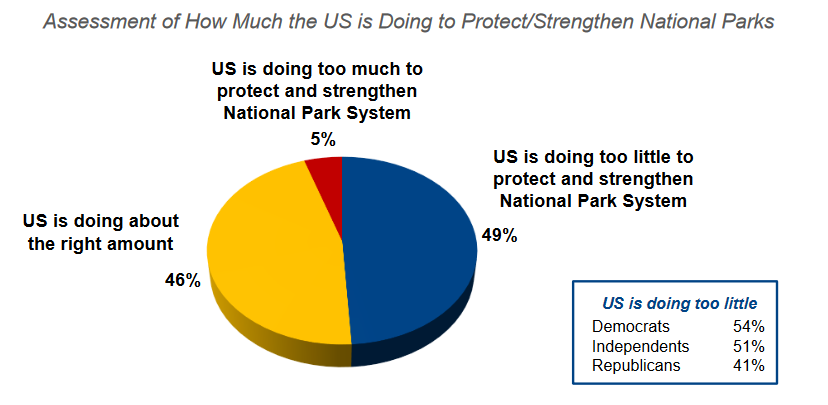 Assessment of How Much the US is Doing to Protect/Strengthen National Parks
US is doing too much to
protect and strengthen
National Park System
5%
US is doing too little to
protect and strengthen
National Park System
49%
US is doing about
the right amount
46%
US is doing too little
Democrats 54%
Independents 51%
Republicans 41%